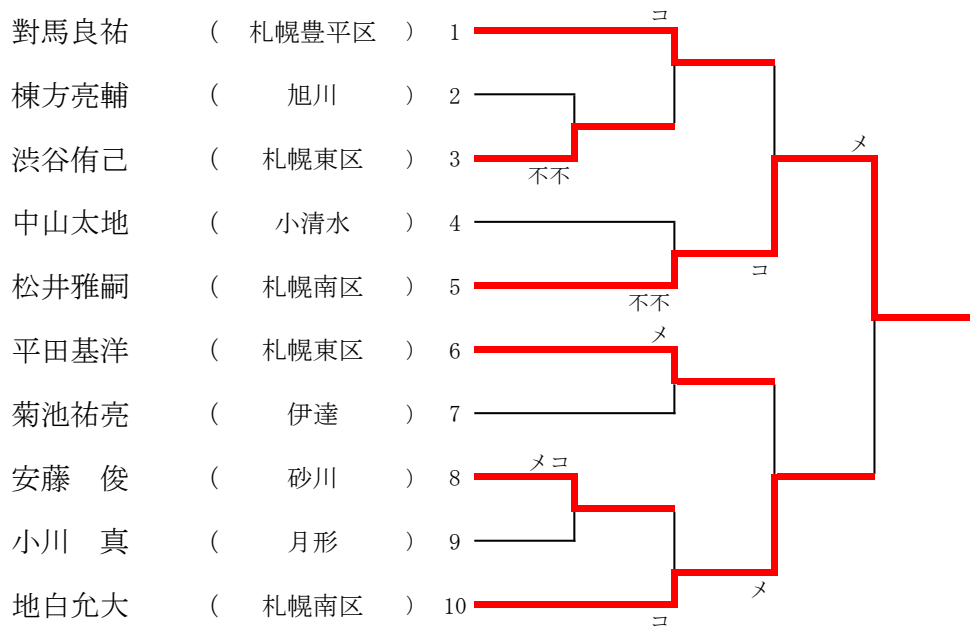 コ
對馬良祐 ( 札幌豊平区 ) 1
棟方亮輔 ( 旭川 ) 2
メ
渋谷侑己 ( 札幌東区 ) 3
不不
中山太地 ( 小清水 ) 4
コ
松井雅嗣 ( 札幌南区 ) 5
不不
メ
平田基洋 ( 札幌東区 ) 6
菊池祐亮 ( 伊達 ) 7
メコ
安藤 俊 ( 砂川 ) 8
小川 真 ( 月形 ) 9
メ
地白允大 ( 札幌南区 ) 10
コ